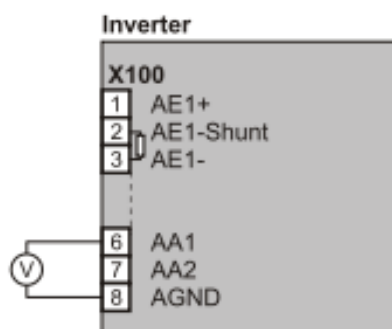 Inverter
X100
1 AE1+
2 AE1-Shunt
3 AE1-
6 AA1
V
7 AA2
8 AGND